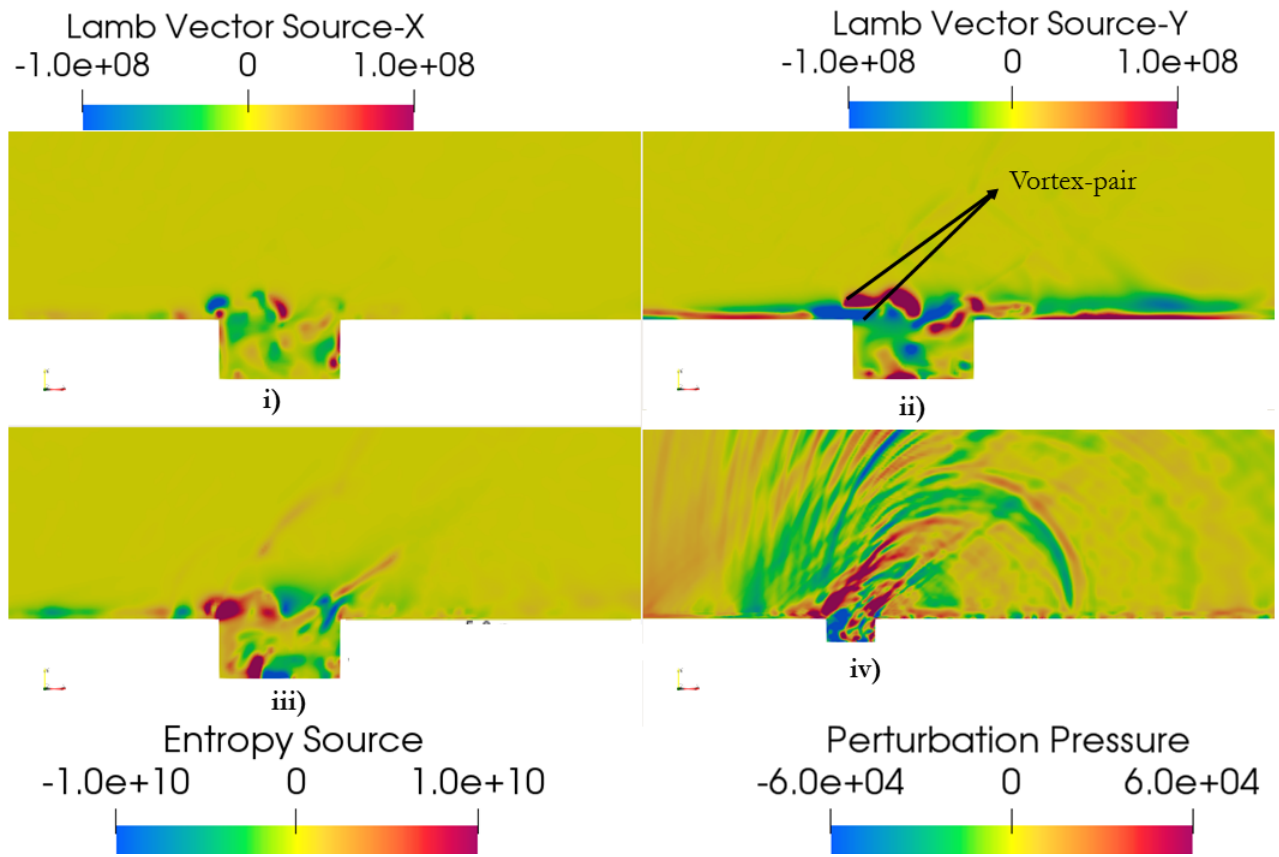 Lamb Vector Source-X
-1.0e+08 0 1.0e+08
Lamb Vector Source-Y
-1.0e+08 0 1.0e+08
Vortex-pair
i)
ii)
iii)
iv)
Entropy Source
-1.0e+10 0 1.0e+10
Perturbation Pressure
-6.0e+04 0 6.0e+04